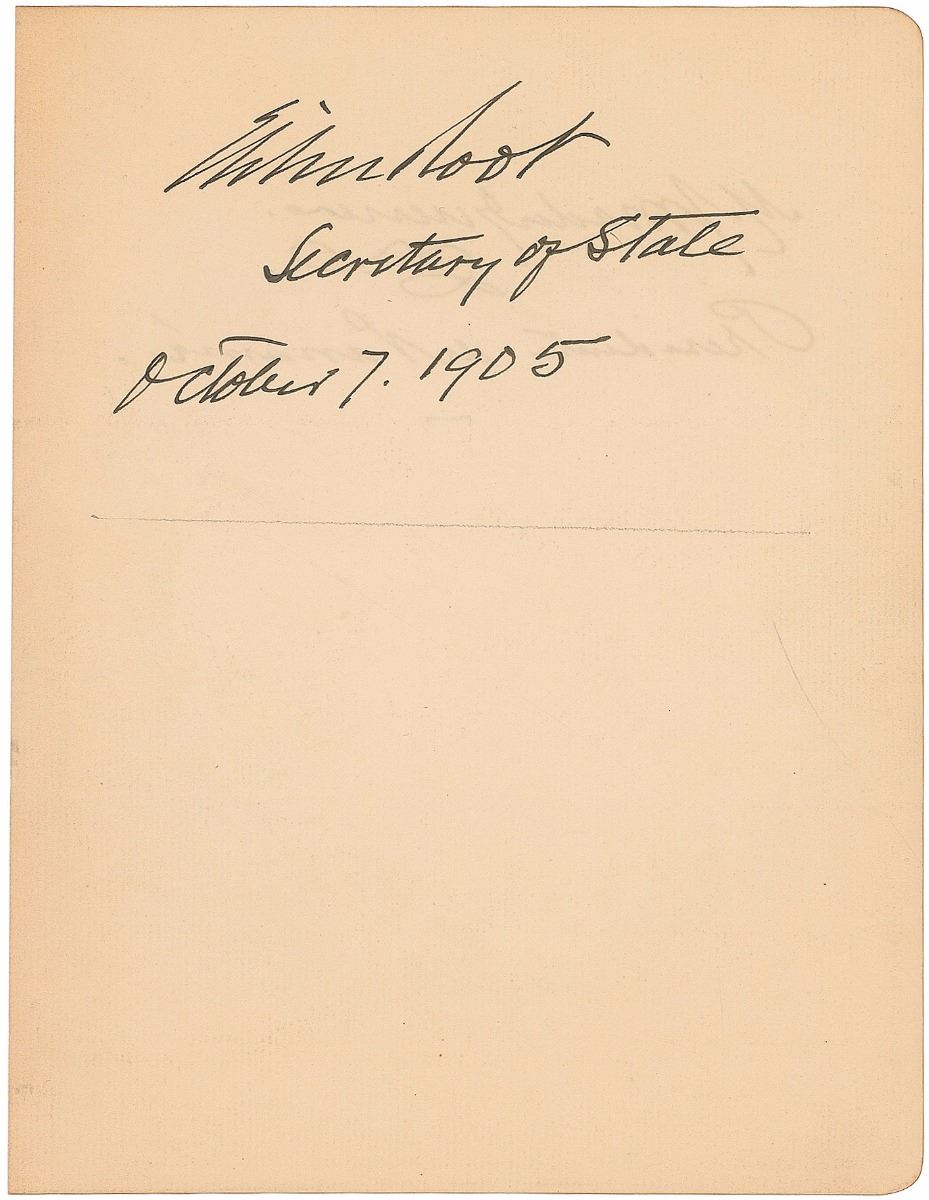 Elihu Root
Secretary of State
October 7. 1905